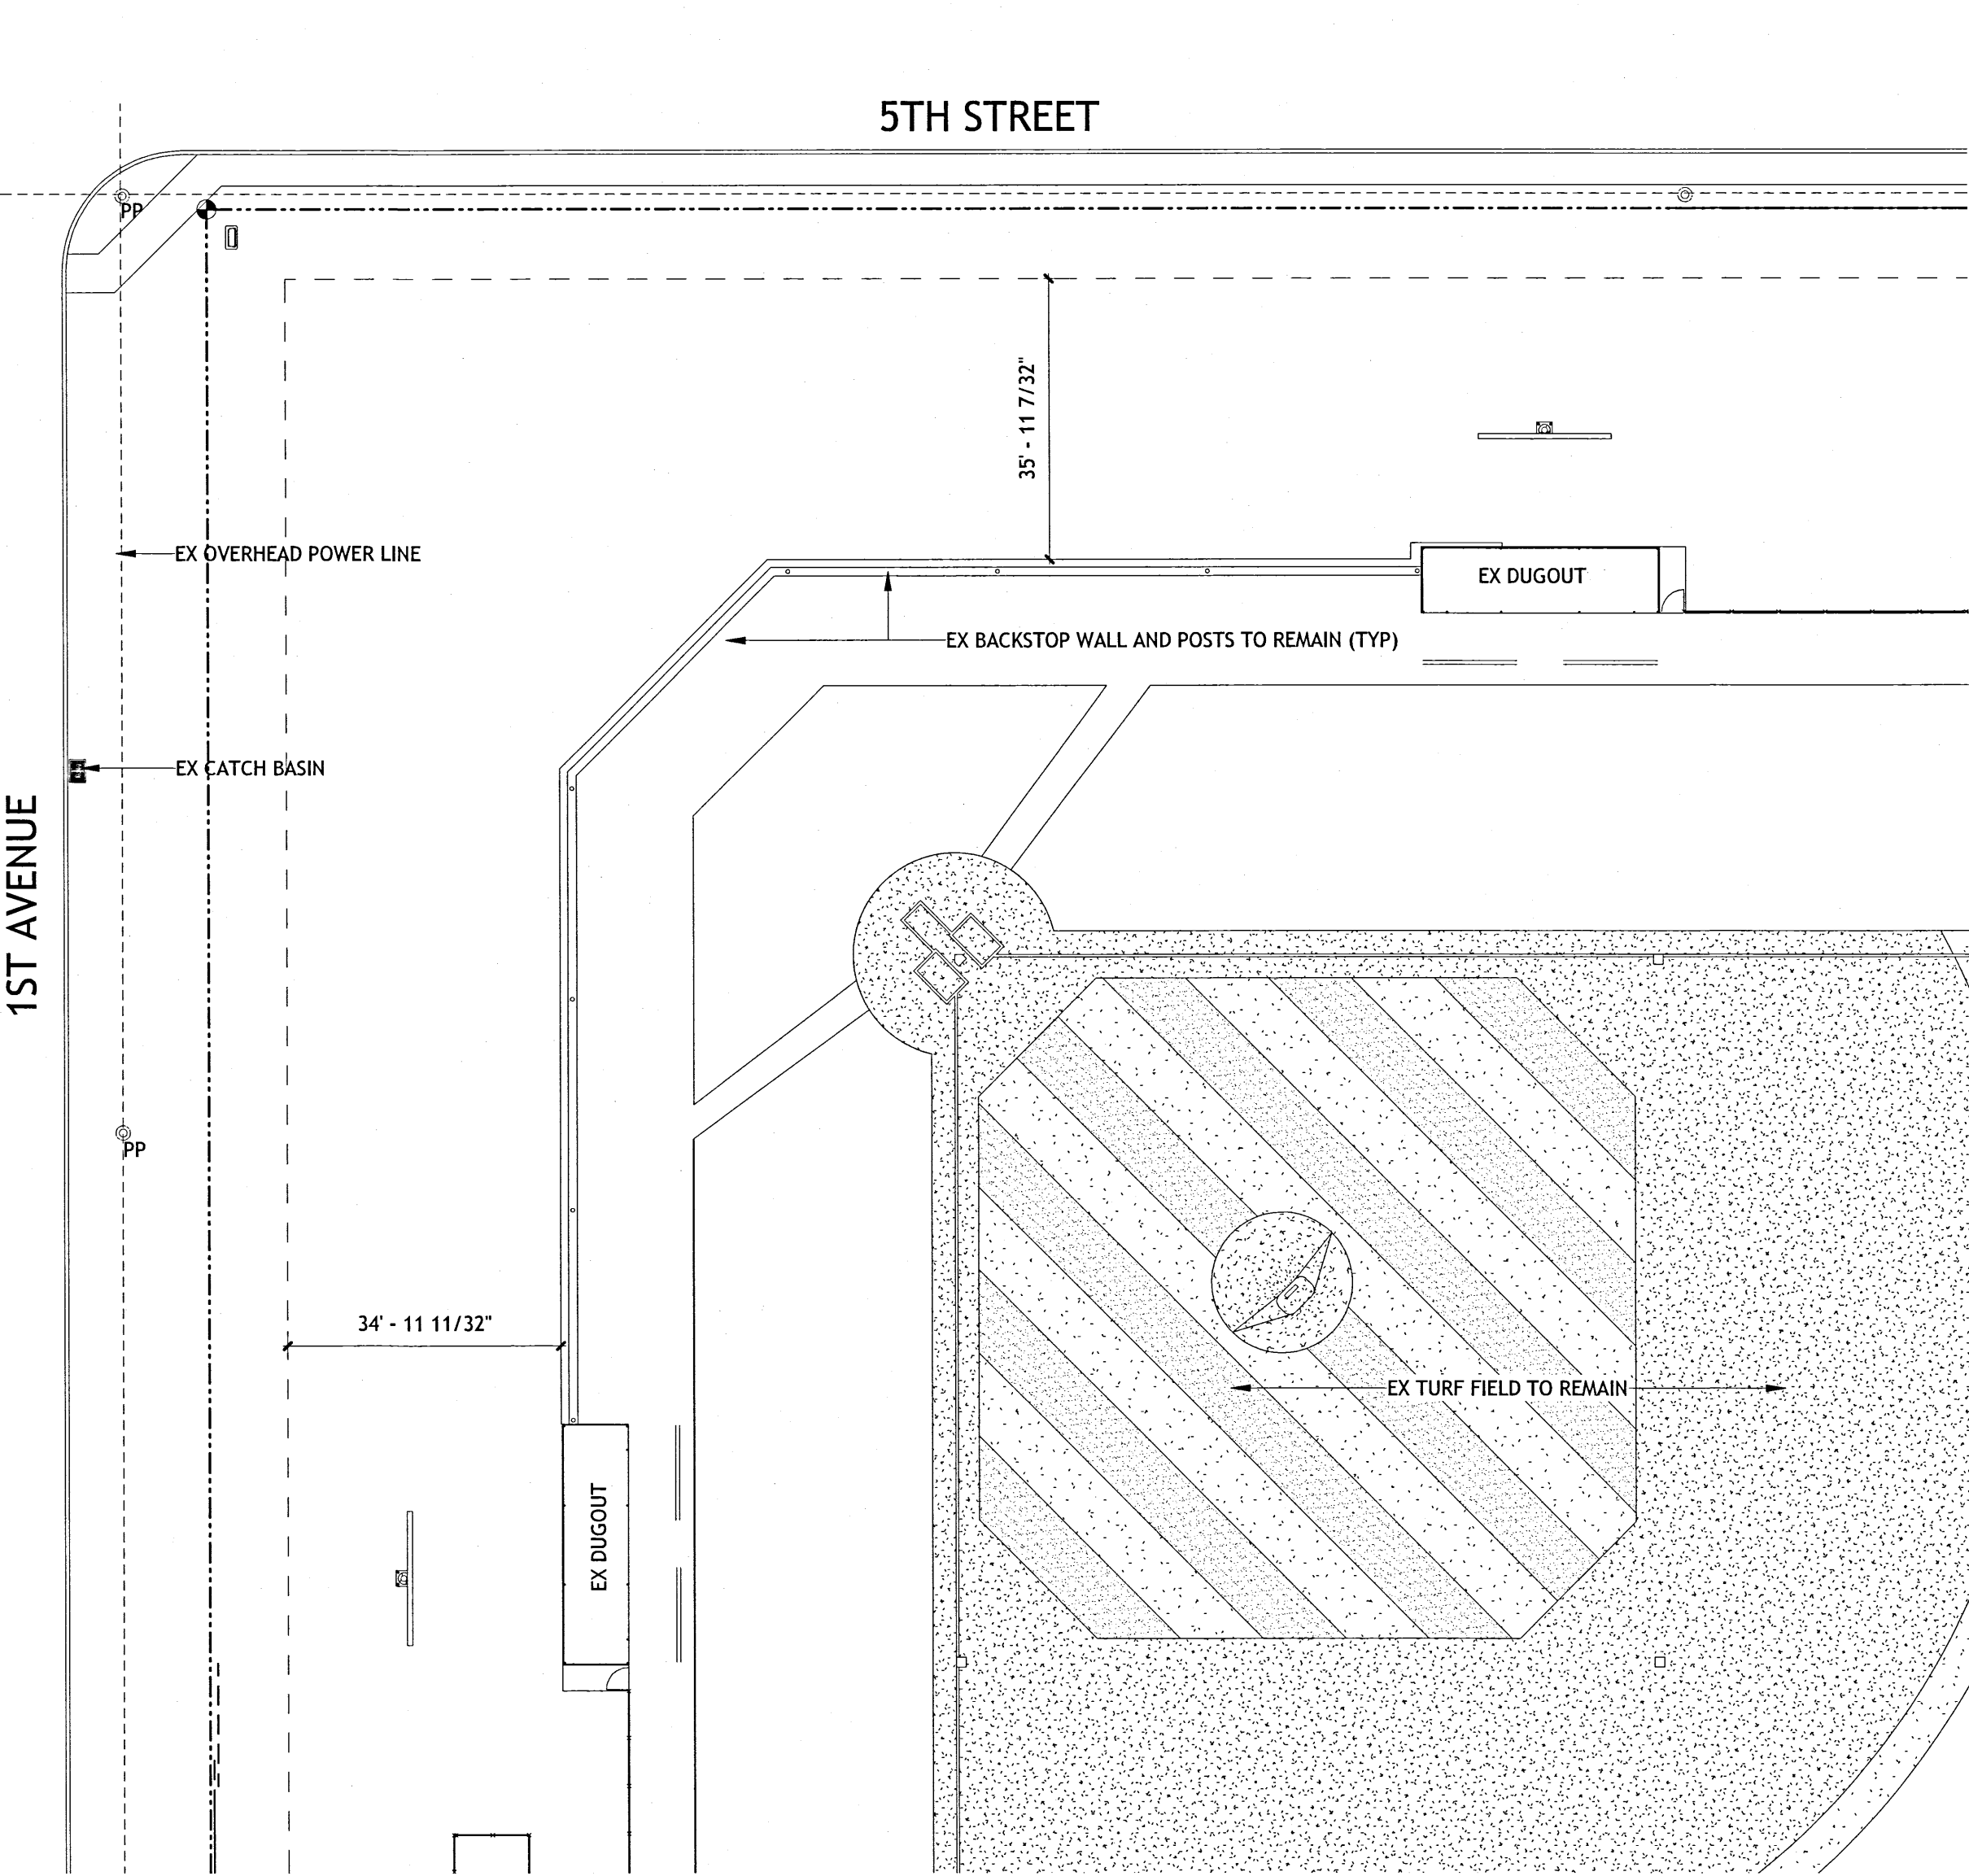 5TH STREET
PP
35' - 11 7/32"
EX OVERHEAD POWER LINE
EX DUGOUT
EX BACKSTOP WALL AND POSTS TO REMAIN (TYP)
EX CATCH BASIN
1ST AVENUE
PP
34' - 11 11/32"
EX TURF FIELD TO REMAIN
EX DUGOUT